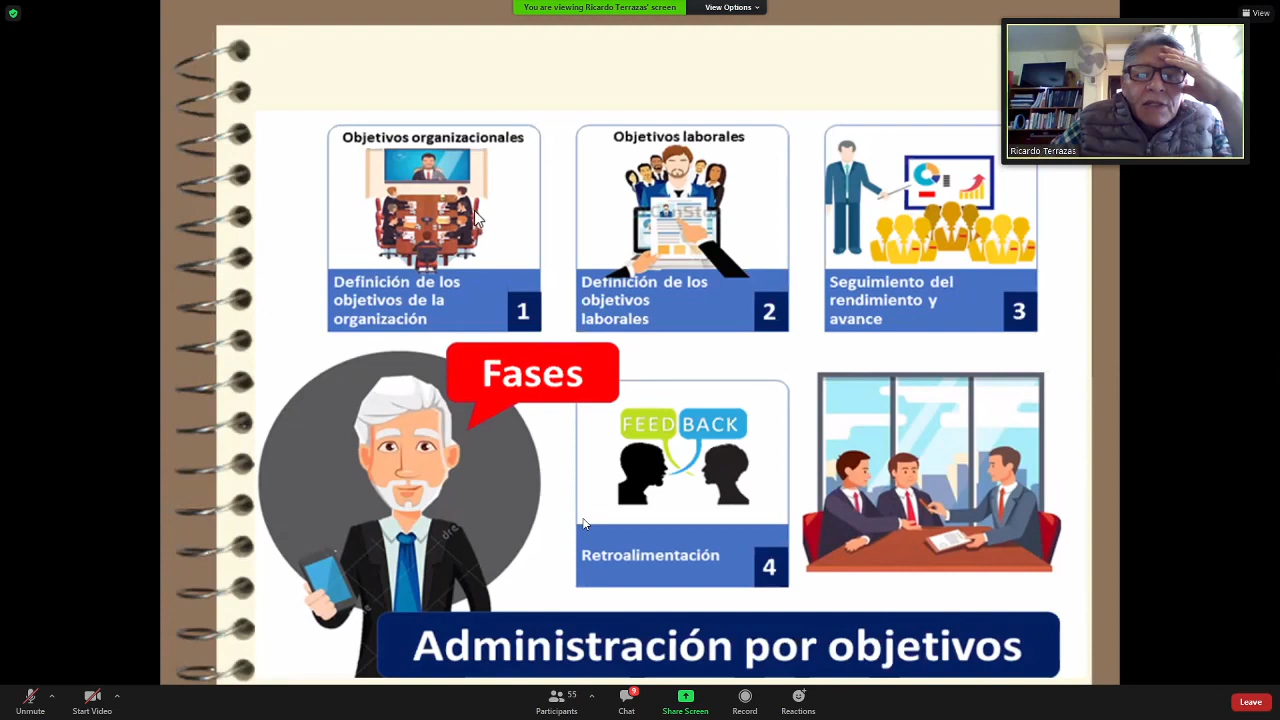 You are viewing Ricardo Terrazas' screen
View Options
View
Ricardo Terrazas
Objetivos organizacionales
Definición de los
objetivos de la
organización
1
Objetivos laborales
Definición de los
objetivos
laborales
2
Seguimiento del
rendimiento y
avance
3
Fases
FEED BACK
Retroalimentación
4
Administración por objetivos
Unmute
Start Video
55
Participants
9
Chat
Share Screen
Record
Reactions
Leave